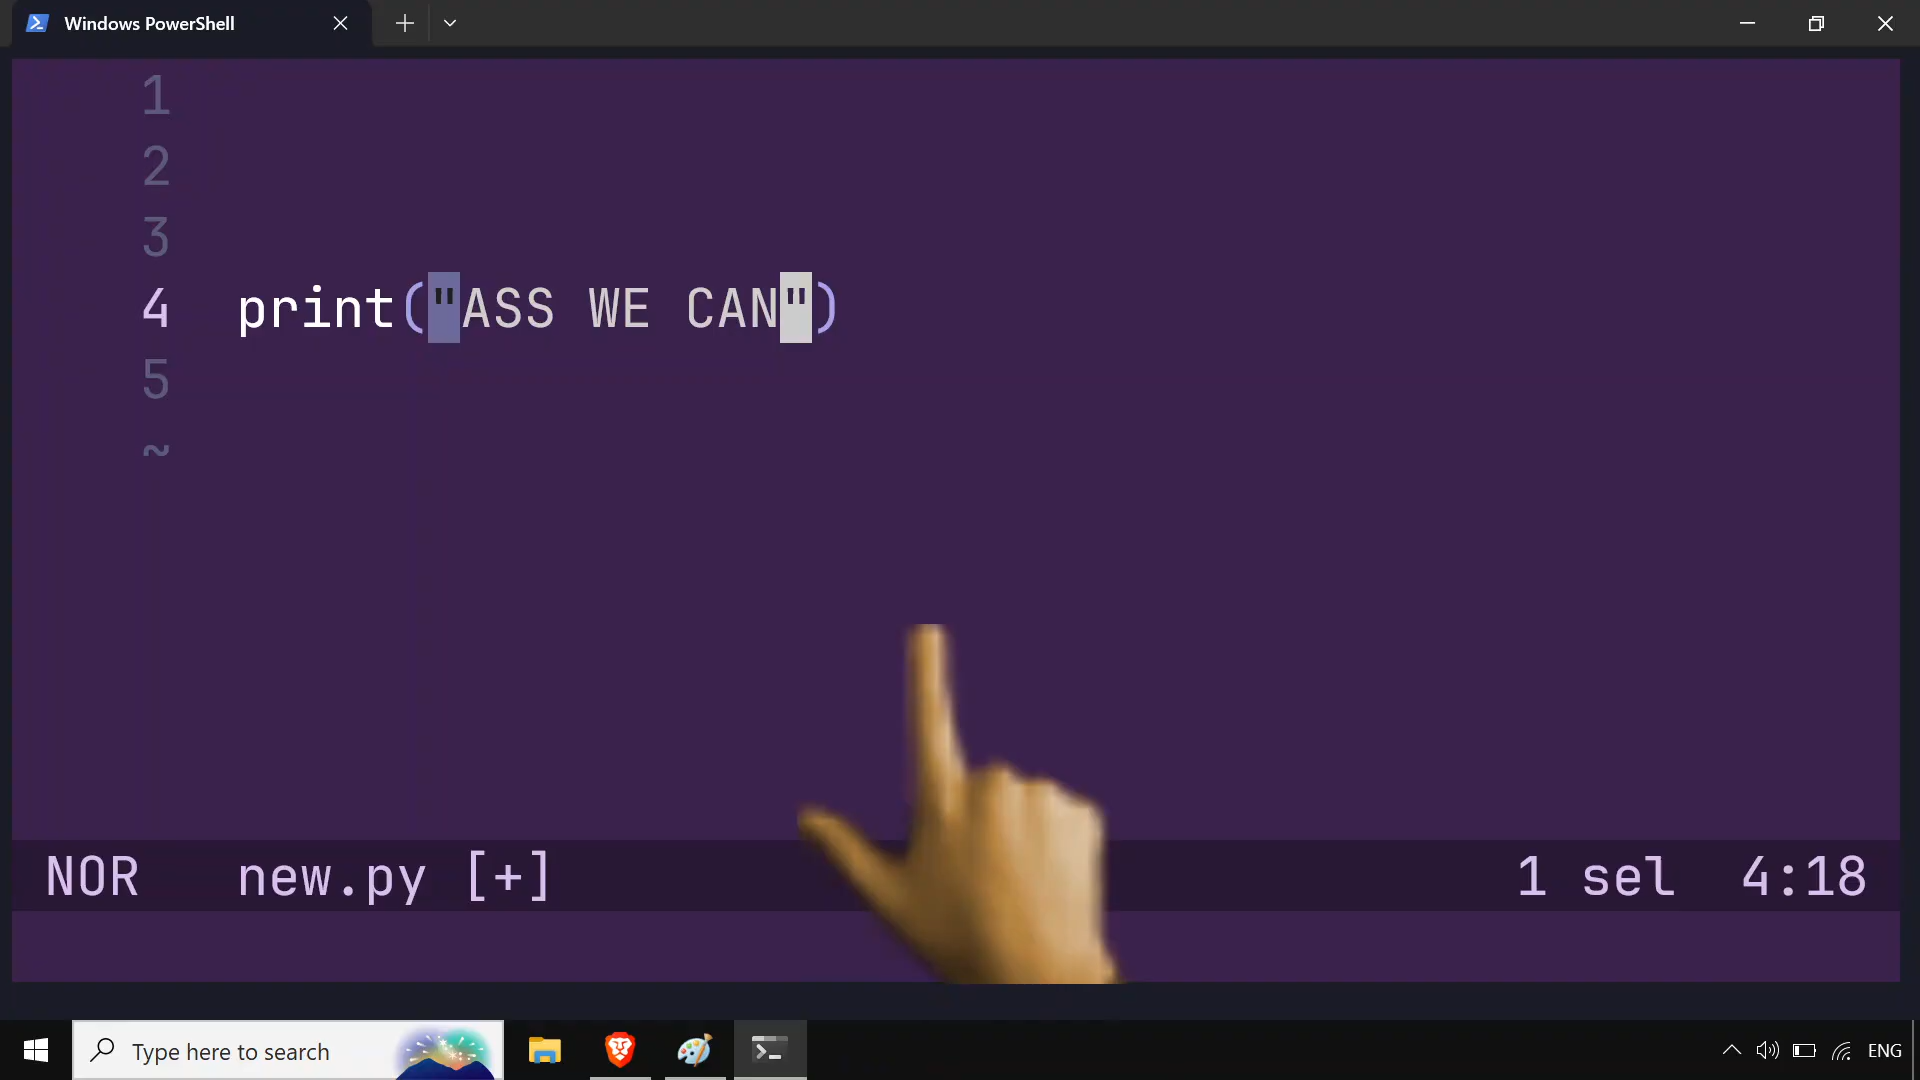 Windows PowerShell
1
2
3
4 print("ASS WE CAN")
5
~
NOR new.py [+] 1 sel 4:18
Type here to search ENG